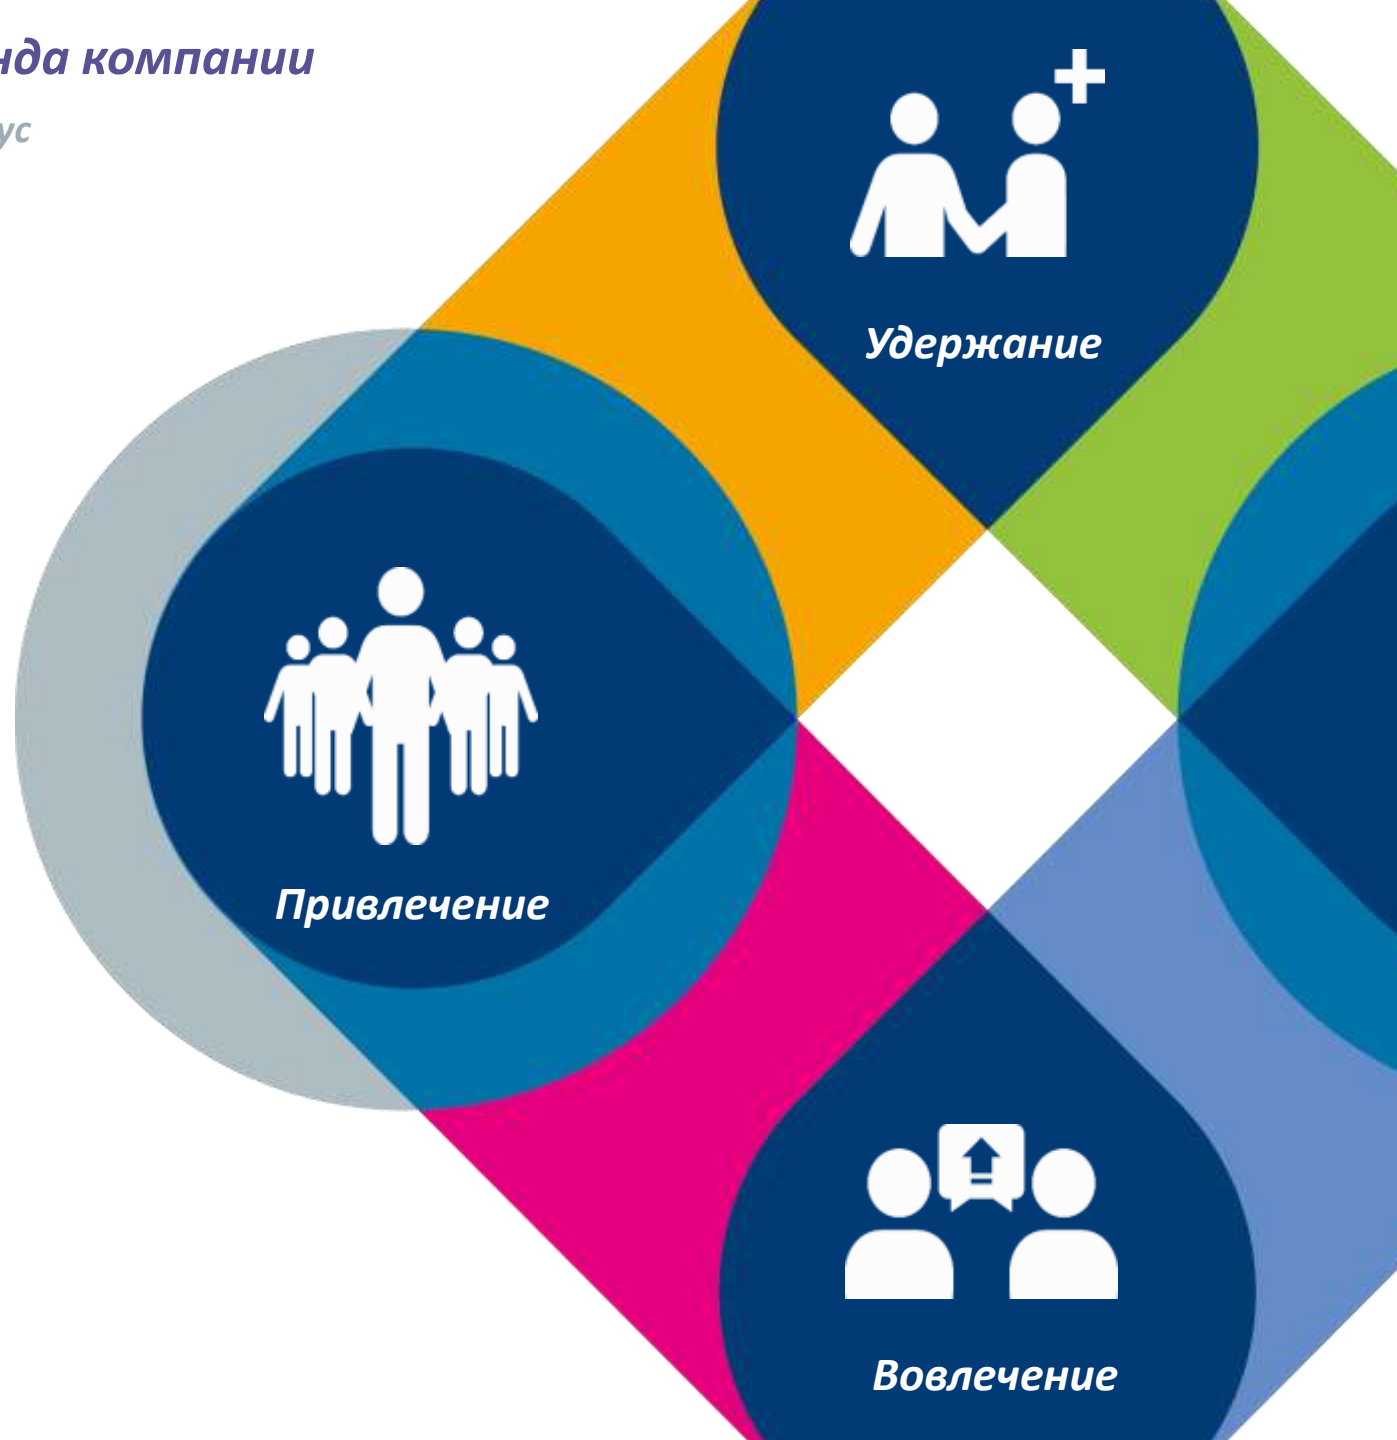 нда компании
ус
Удержание
Привлечение
Вовлечение